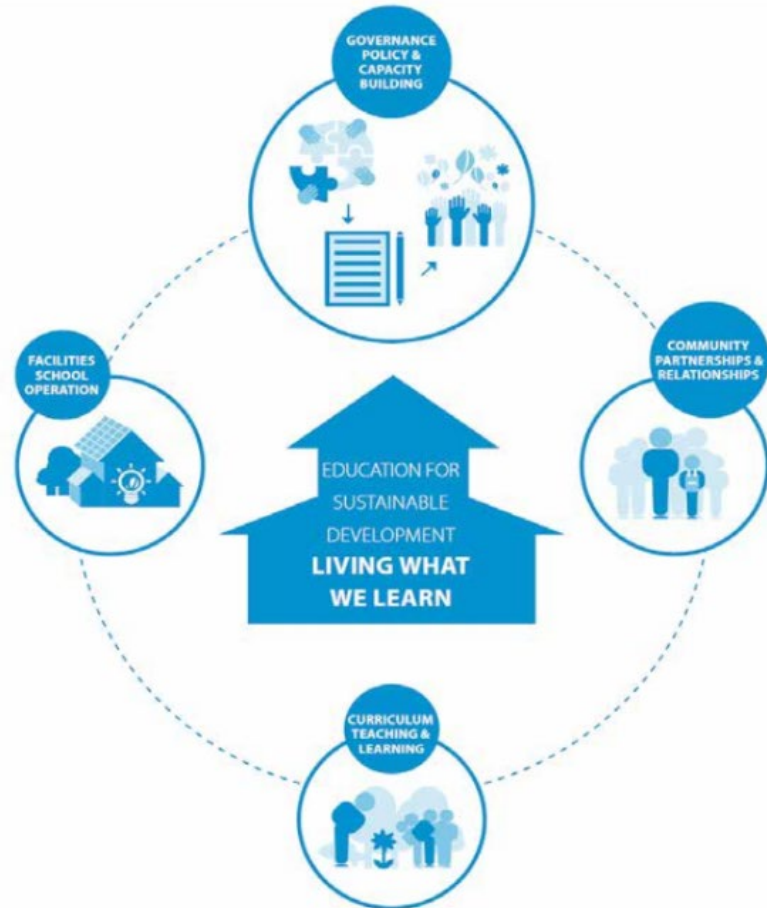 GOVERNANCE
POLICY &
CAPACITY
BUILDING
FACILITIES
SCHOOL
OPERATION
COMMUNITY
PARTNERSHIPS &
RELATIONSHIPS
EDUCATION FOR
SUSTAINABLE
DEVELOPMENT
LIVING WHAT
WE LEARN
CURRICULUM
TEACHING &
LEARNING